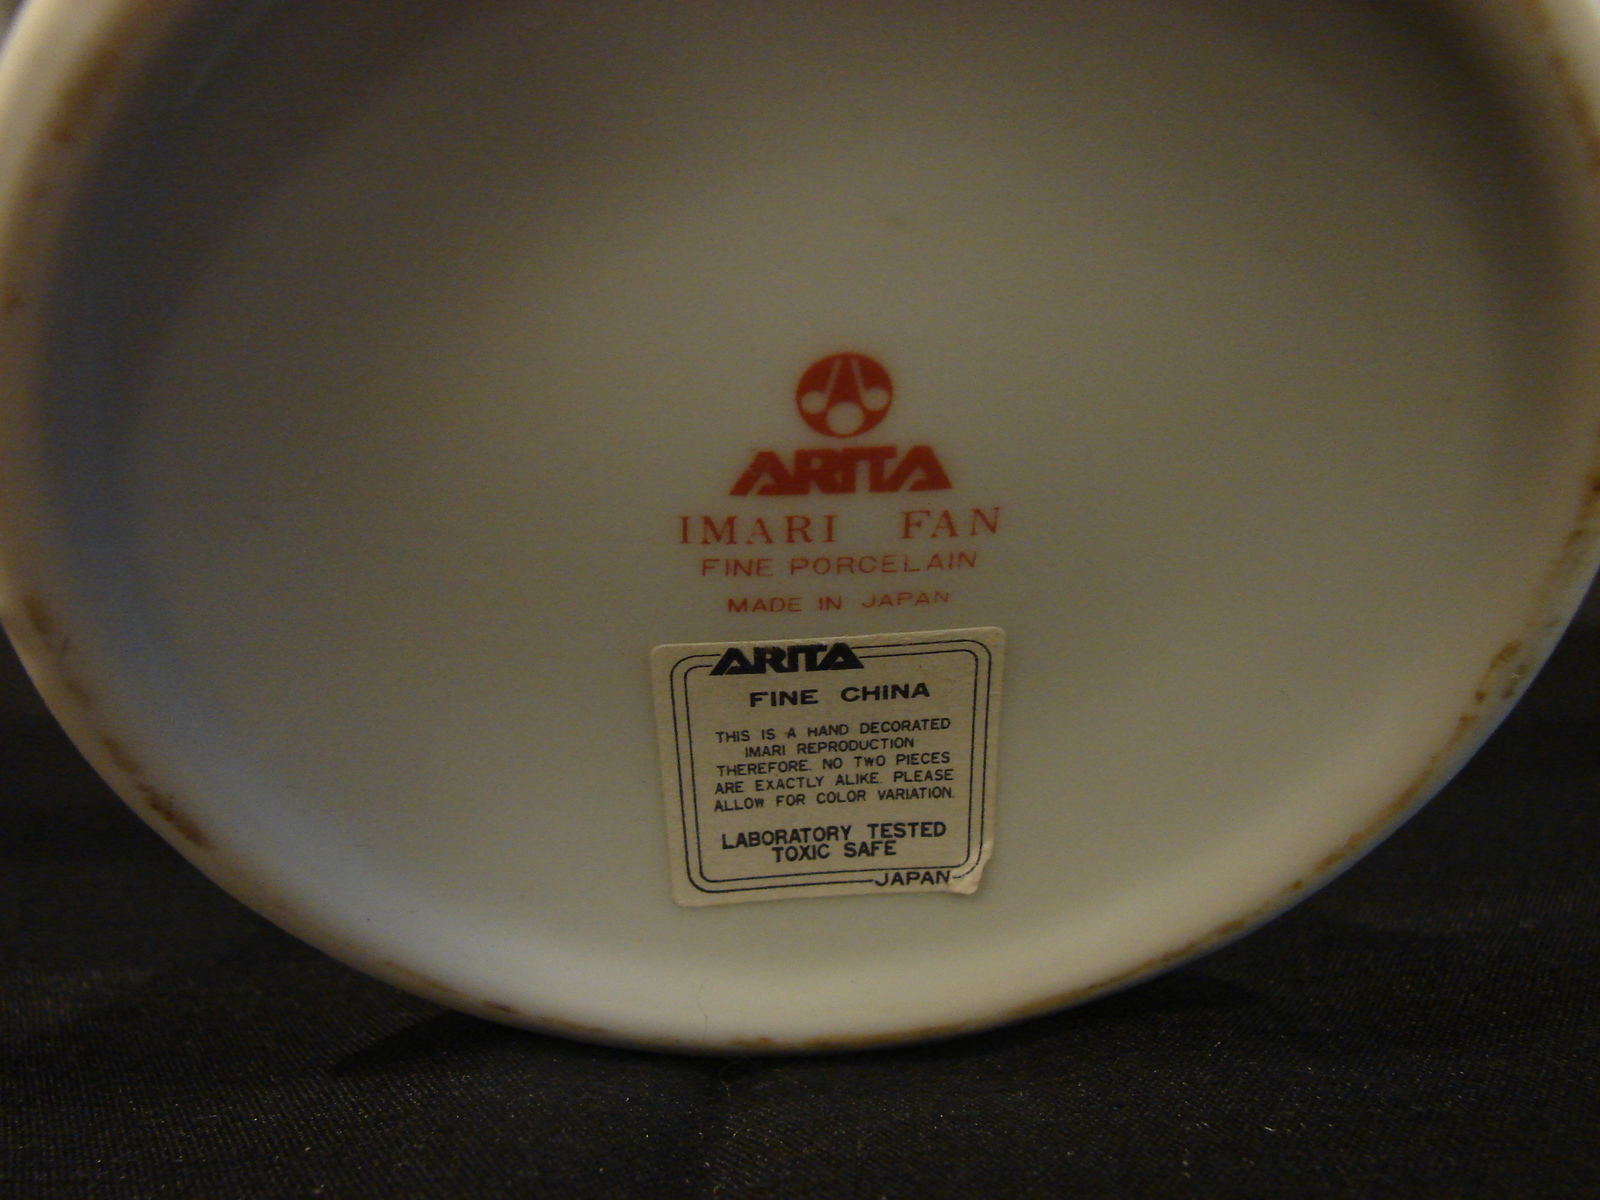 ARITA
IMARI FAN
FINE PORCELAIN
MADE IN JAPAN
ARITA
FINE CHINA
THIS IS A HAND DECORATED
IMARI REPRODUCTION
THEREFORE. NO TWO PIECES
ARE EXACTLY ALIKE. PLEASE
ALLOW FOR COLOR VARIATION.
LABORATORY TESTED
TOXIC SAFE
JAPAN